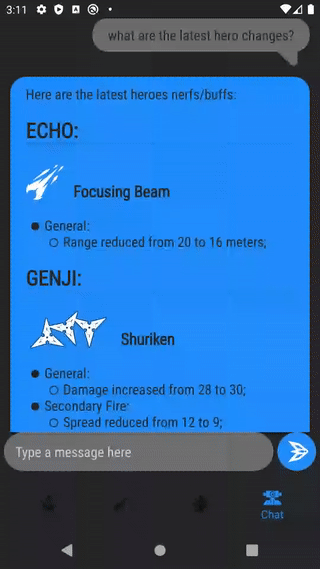 3:11
what are the latest hero changes?
Here are the latest heroes nerfs/buffs:
ECHO:
Focusing Beam
General:
Range reduced from 20 to 16 meters;
GENJI:
Shuriken
General:
Damage increased from 28 to 30;
Secondary Fire:
Spread reduced from 12 to 9;
Type a message here
Chat